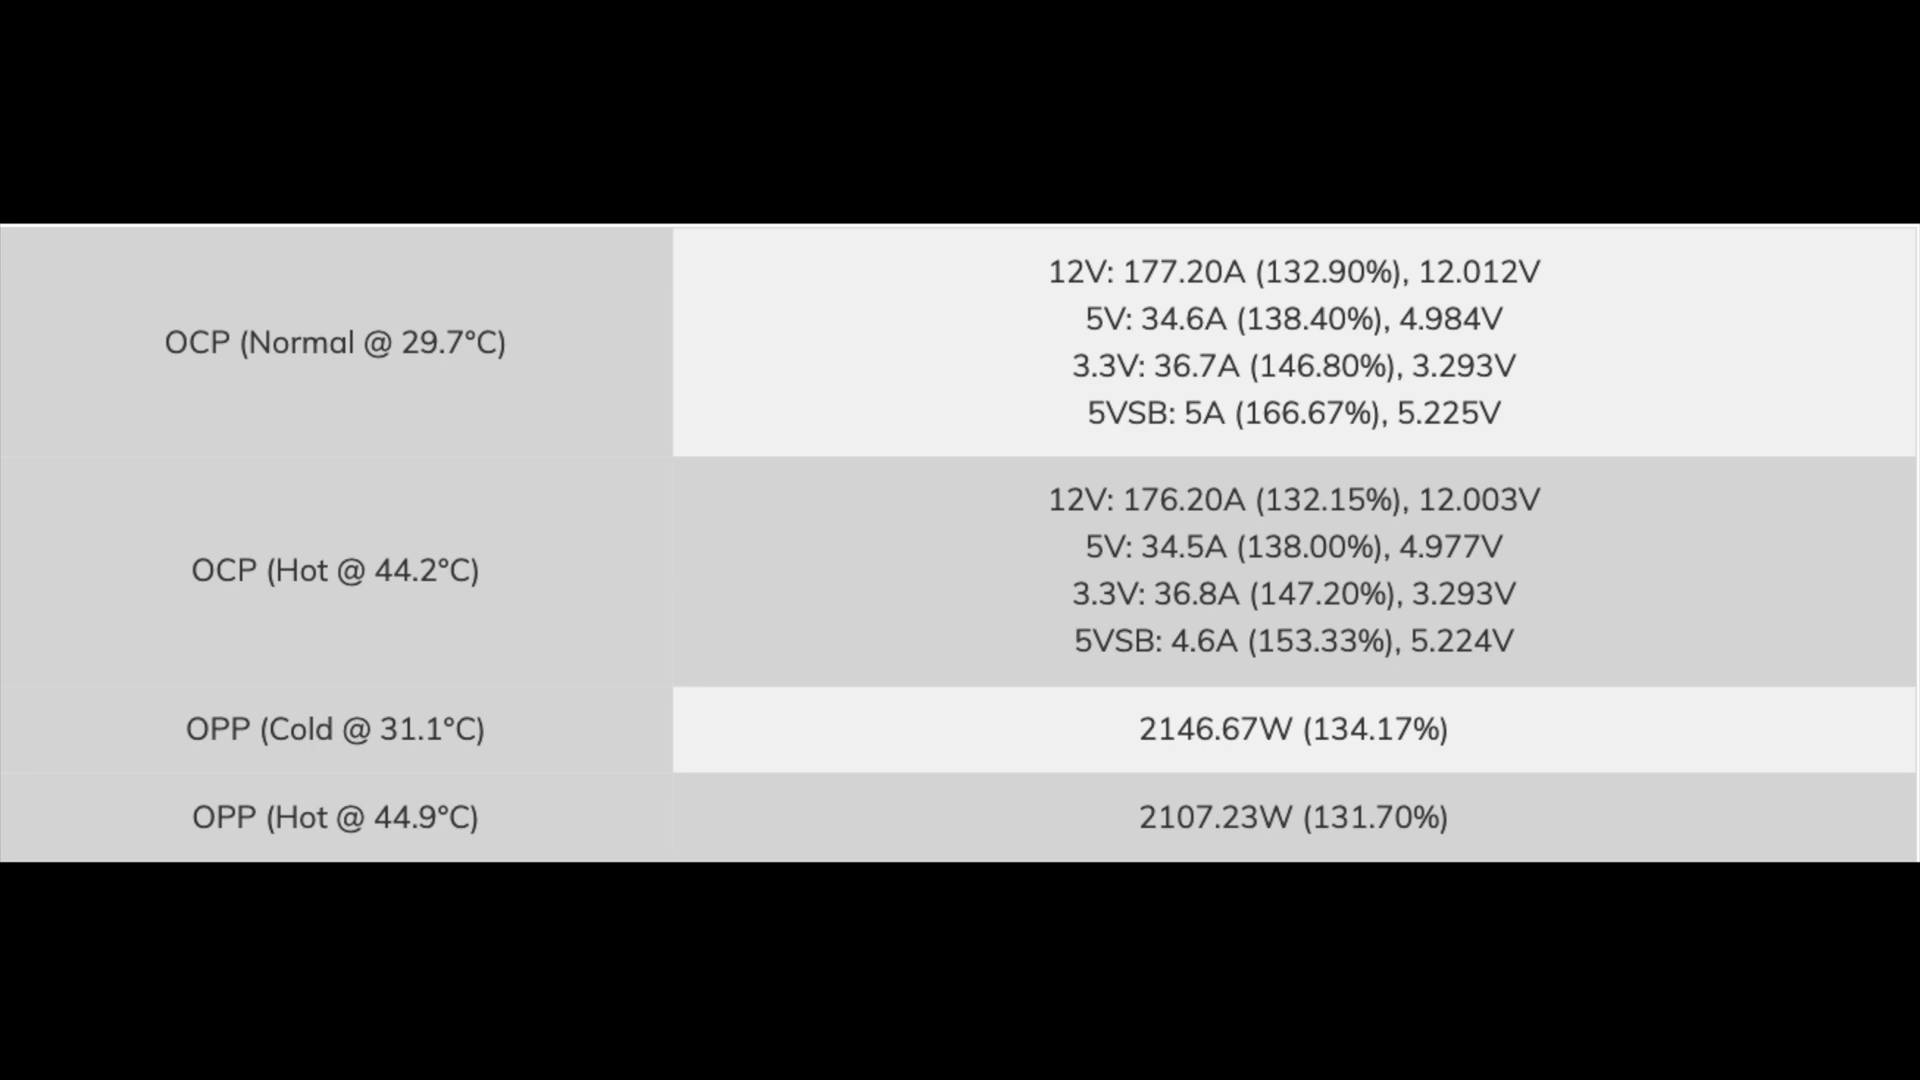 OCP (Normal @ 29.7°C)
12V: 177.20A (132.90%), 12.012V
5V: 34.6A (138.40%), 4.984V
3.3V: 36.7A (146.80%), 3.293V
5VSB: 5A (166.67%), 5.225V
OCP (Hot @ 44.2°C)
12V: 176.20A (132.15%), 12.003V
5V: 34.5A (138.00%), 4.977V
3.3V: 36.8A (147.20%), 3.293V
5VSB: 4.6A (153.33%), 5.224V
OPP (Cold @ 31.1°C)
2146.67W (134.17%)
OPP (Hot @ 44.9°C)
2107.23W (131.70%)